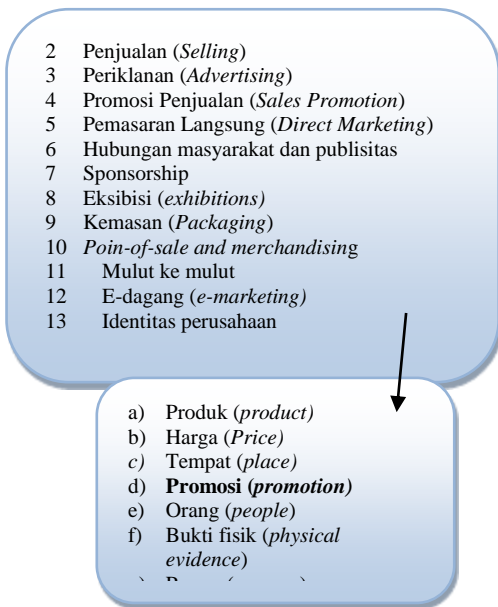 2 Penjualan (Selling)
3 Periklanan (Advertising)
4 Promosi Penjualan (Sales Promotion)
5 Pemasaran Langsung (Direct Marketing)
6 Hubungan masyarakat dan publisitas
7 Sponsorship
8 Eksibisi (exhibitions)
9 Kemasan (Packaging)
10 Poin-of-sale and merchandising
11 Mulut ke mulut
12 E-dagang (e-marketing)
13 Identitas perusahaan
a) Produk (product)
b) Harga (Price)
c) Tempat (place)
d) Promosi (promotion)
e) Orang (people)
f) Bukti fisik (physical
evidence)